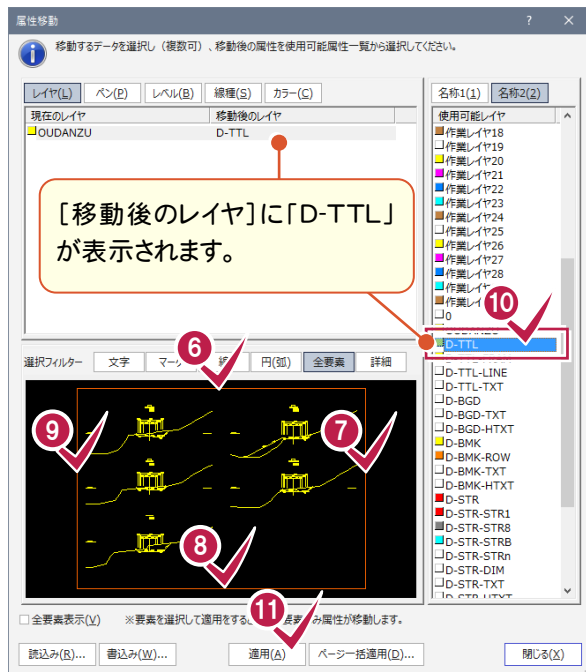 属性移動
? X
移動するデータを選択し（複数可）、移動後の属性を使用可能属性一覧から選択してください。
レイヤ(L) ペン(P) レベル(B) 線種(S) カラー(C)
現在のレイヤ 移動後のレイヤ
OUDANZU D-TTL
［移動後のレイヤ］に「D-TTL」
が表示されます。
名称1(1) 名称2(2)
使用可能レイヤ
作業レイヤ18
作業レイヤ19
作業レイヤ20
作業レイヤ21
作業レイヤ22
作業レイヤ23
作業レイヤ24
作業レイヤ25
作業レイヤ26
作業レイヤ27
作業レイヤ28
作業レイヤ
作業レイ
0
10
D-TTL
D-TTL-LINE
D-TTL-TXT
D-BGD
D-BGD-TXT
D-BGD-HTXT
D-BMK
D-BMK-ROW
D-BMK-TXT
D-BMK-HTXT
D-STR
D-STR-STR1
D-STR-STR8
D-STR-STRB
D-STR-STRn
D-STR-DIM
D-STR-TXT
D-STR-HTXT
選択フィルター 文字 マーカ 円(弧) 全要素 詳細
6
9
7
8
全要素表示(V) ※要素を選択して適用をする
み属性が移動します。
11
読込み(R)... 書込み(W)... 適用(A) ページ一括適用(D)... 閉じる(X)